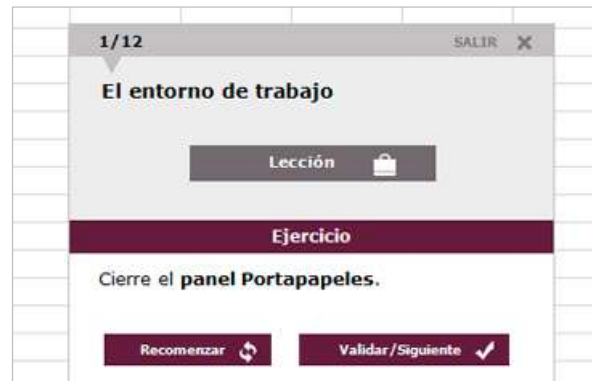 1/12 SALIR
El entorno de trabajo
Lección
Ejercicio
Cierre el panel Portapapeles.
Recomenzar Validar/Siguiente